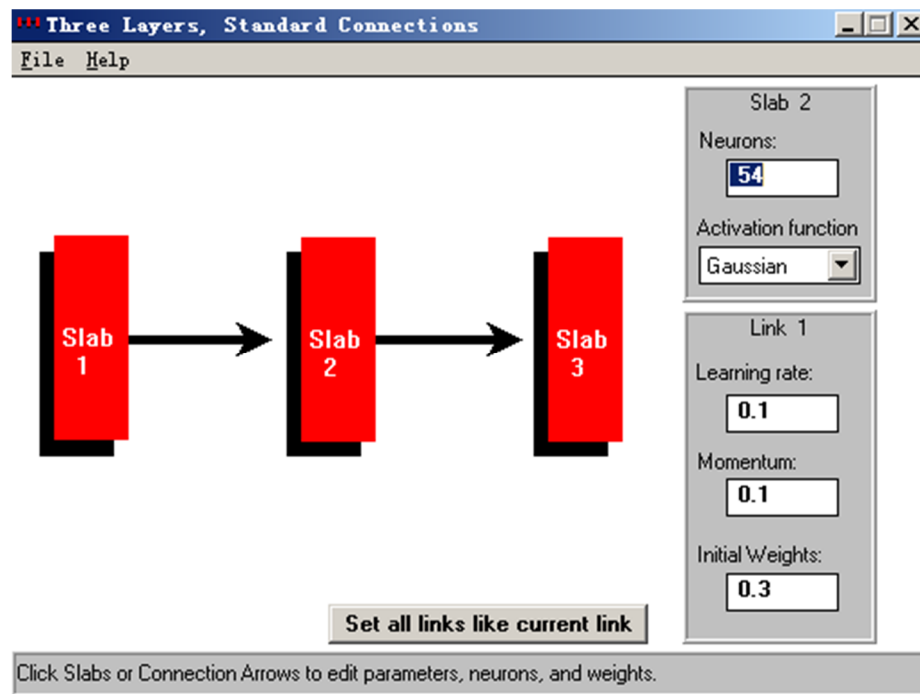 Three Layers, Standard Connections
File Help
Slab 2
Neurons:
54
Activation function
Gaussian
Slab
1
Slab
2
Slab
3
Link 1
Learning rate:
0.1
Momentum:
0.1
Initial Weights:
0.3
Set all links like current link
Click Slabs or Connection Arrows to edit parameters, neurons, and weights.